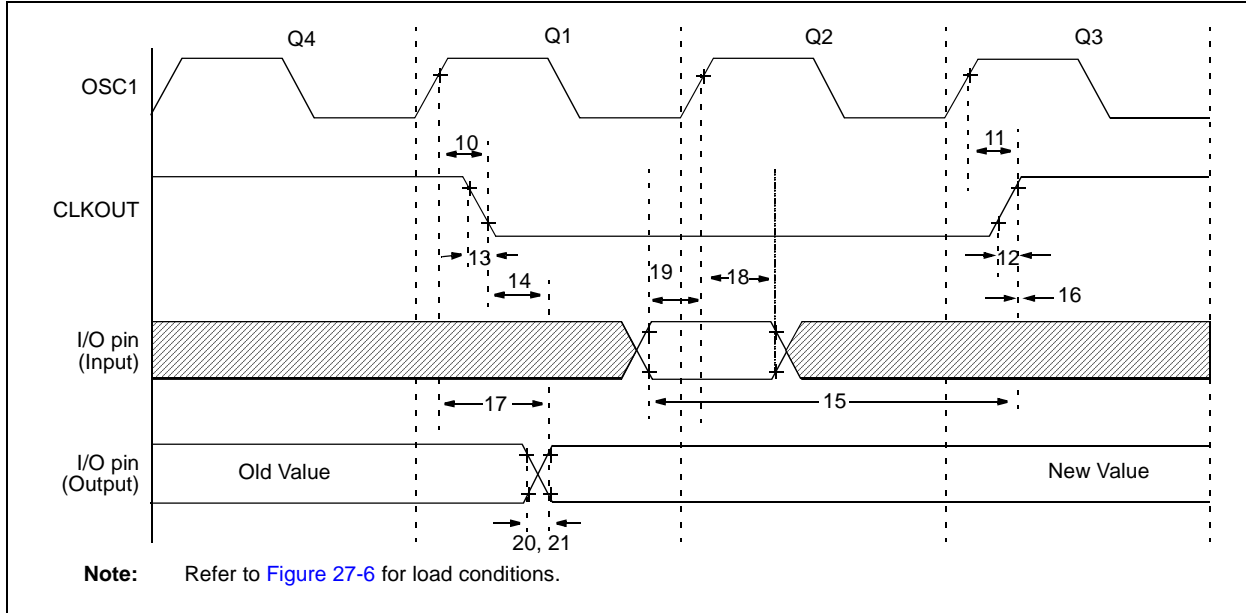 Q4 Q1 Q2 Q3
OSC1
10 11
CLKOUT
13 19 18 12
14 16
I/O pin
(Input)
17 15
I/O pin
(Output)
Old Value New Value
20, 21
Note: Refer to Figure 27-6 for load conditions.